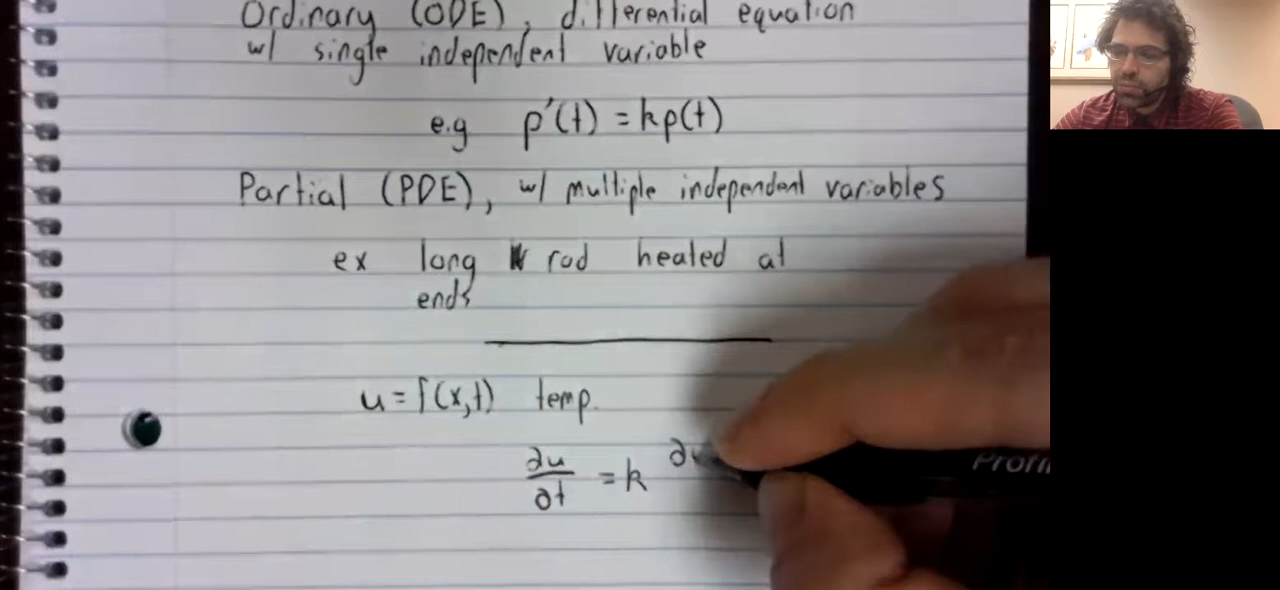 Ordinary (ODE), differential equation
w/ single independent variable
e.g p'(t) = kp(t)
Partial (PDE), w/ multiple independent variables
ex long rod heated at
ends
u = f(x,t) temp.
∂u/∂t = k ∂u
Profi